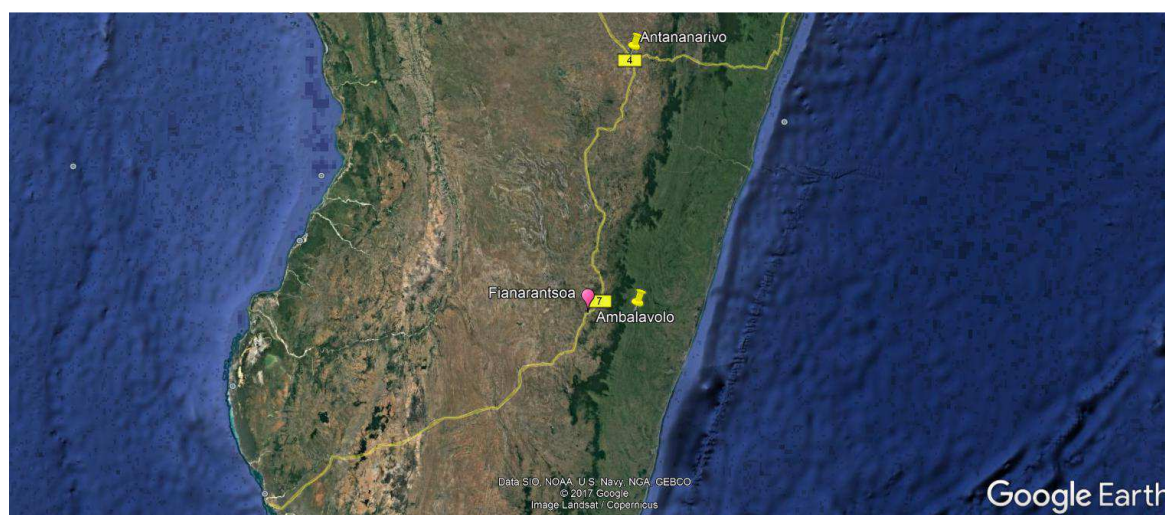 Antananarivo
4
Fianarantsoa
7
Ambalavolo
Data SIO, NOAA, U.S. Navy, NGA, GEBCO
© 2017 Google
Image Landsat / Copernicus
Google Earth